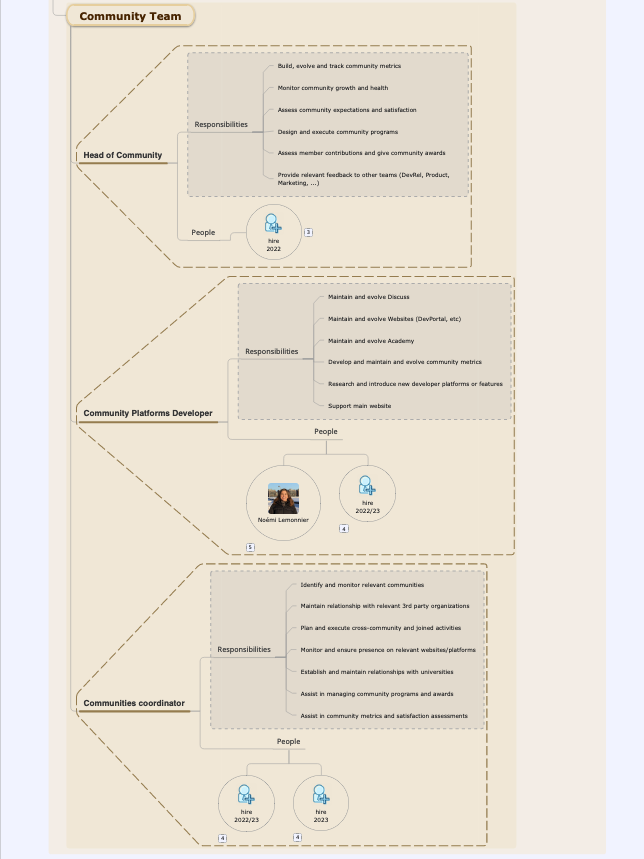 Community Team
Build, evolve and track community metrics
Monitor community growth and health
Assess community expectations and satisfaction
Responsibilities
Design and execute community programs
Assess member contributions and give community awards
Head of Community
Provide relevant feedback to other teams (DevRel, Product,
Marketing, ...)
People
hire
2022
3
Maintain and evolve Discuss
Maintain and evolve Websites (DevPortal, etc)
Maintain and evolve Academy
Responsibilities
Develop and maintain and evolve community metrics
Research and introduce new developer platforms or features
Support main website
Community Platforms Developer
People
Noémi Lemonnier
5
hire
2022/23
4
Identify and monitor relevant communities
Maintain relationship with relevant 3rd party organizations
Plan and execute cross-community and joined activities
Responsibilities
Monitor and ensure presence on relevant websites/platforms
Establish and maintain relationships with universities
Assist in managing community programs and awards
Communities coordinator
Assist in community metrics and satisfaction assessments
People
hire
2022/23
4
hire
2023
4